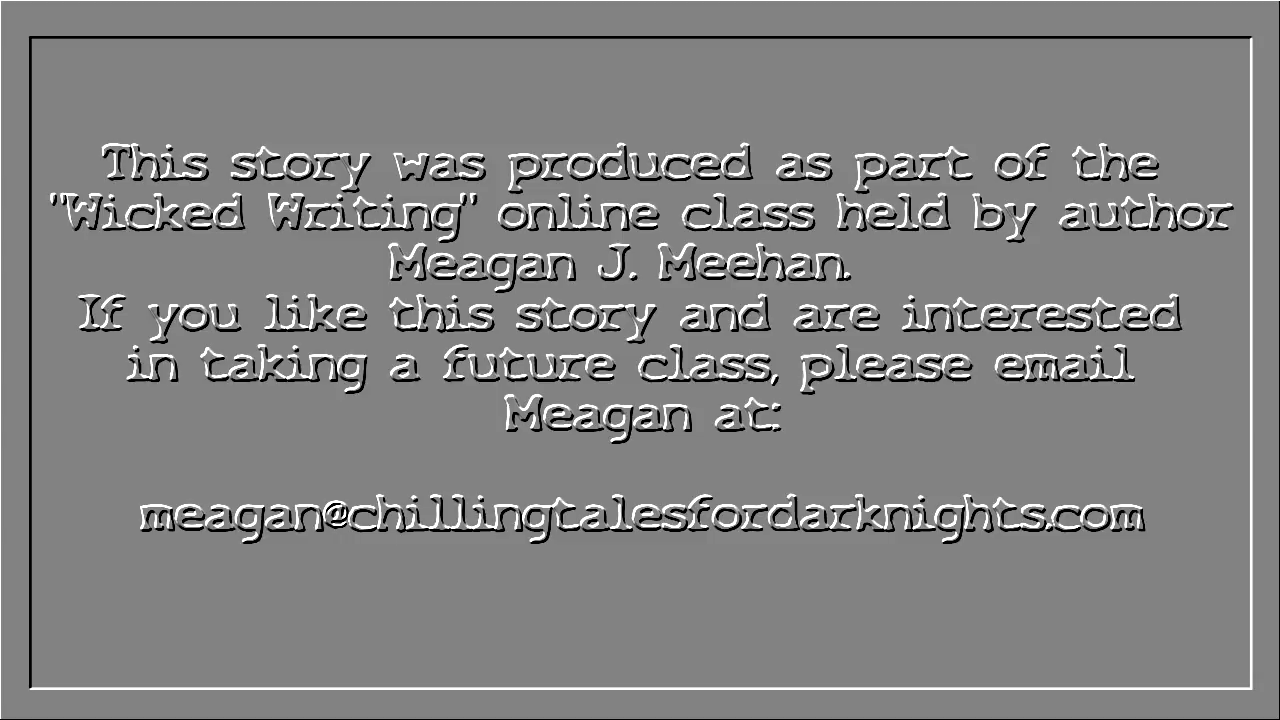 This story was produced as part of the
"Wicked Writing" online class held by author
Meagan J. Meehan.
If you like this story and are interested
in taking a future class, please email
Meagan at:
meagan@chillingtalesfordarknights.com